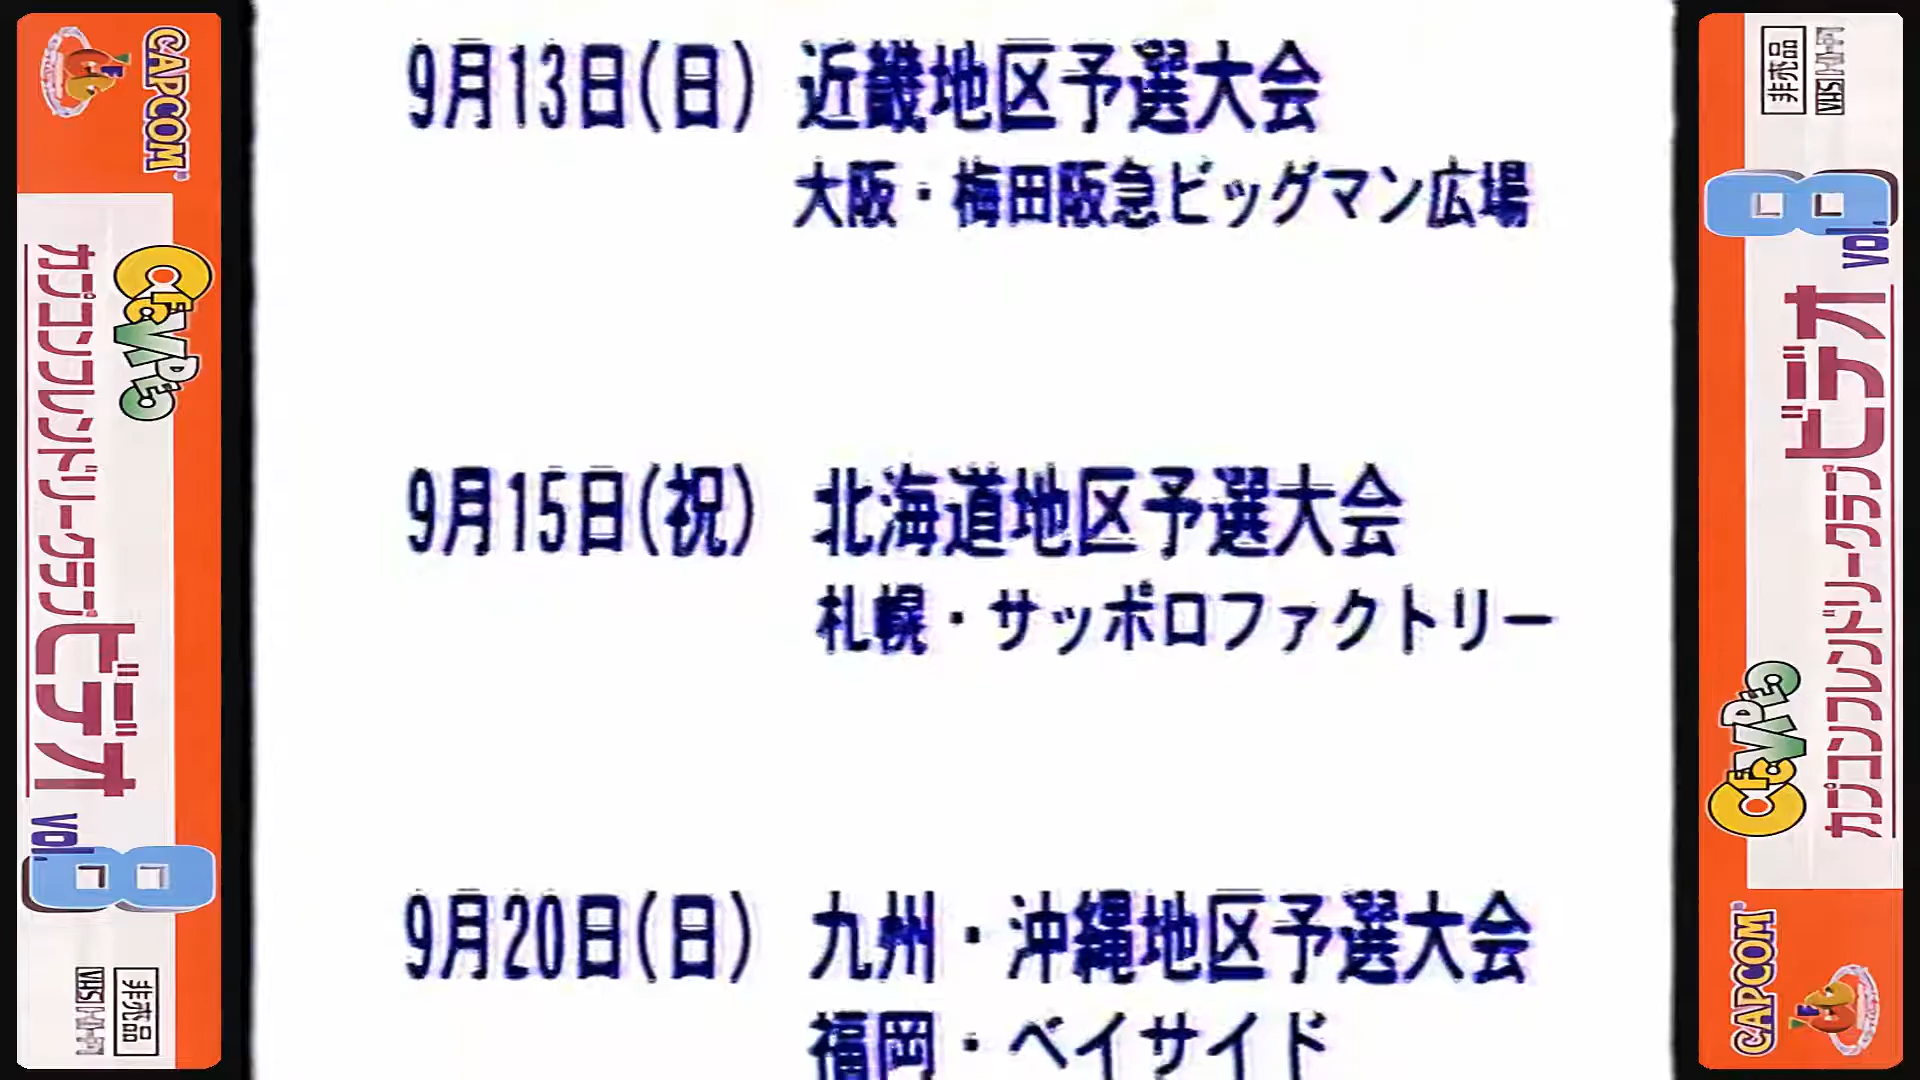 9月13日(日) 近畿地区予選大会
大阪・梅田阪急ビッグマン広場
9月15日(祝) 北海道地区予選大会
札幌・サッポロファクトリー
9月20日(日) 九州・沖縄地区予選大会
福岡・ベイサイド
CAPCOM
CFC VIDEO
カプコンフレンドリークラブビデオ
vol.8
非売品
VHS
CAPCOM
CFC VIDEO
カプコンフレンドリークラブビデオ
vol.8
非売品
VHS